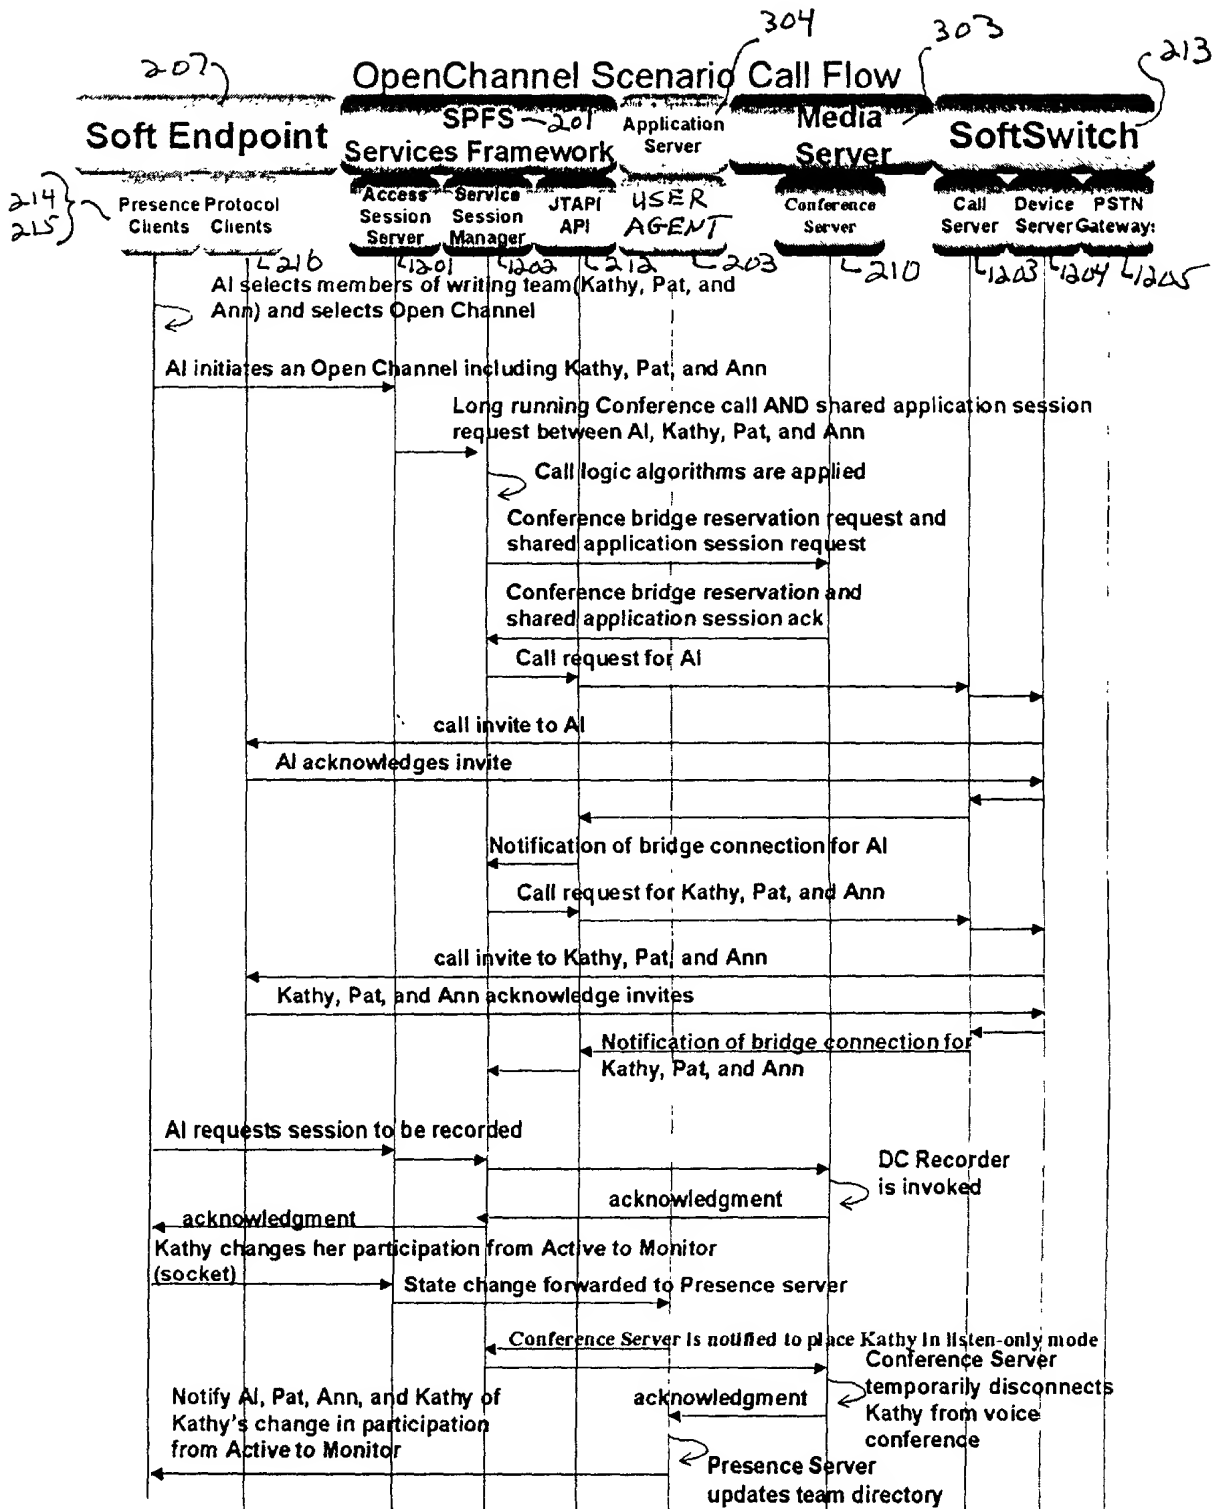 304
303
213
207
OpenChannel Scenario Call Flow
Soft Endpoint
SPFS 201
Services Framework
Application
Server
Media
Server
SoftSwitch
214
215
Presence
Clients
Protocol
Clients
Access
Session
Server
Service
Session
Manager
JTAPI
API
USER
AGENT
Conference
Server
Call
Server
Device
Server
PSTN
Gateways
216
1201
1202
212
203
210
1203
1204
1205
Al selects members of writing team(Kathy, Pat, and
Ann) and selects Open Channel
Al initiates an Open Channel including Kathy, Pat, and Ann
Long running Conference call AND shared application session
request between Al, Kathy, Pat, and Ann
Call logic algorithms are applied
Conference bridge reservation request and
shared application session request
Conference bridge reservation and
shared application session ack
Call request for Al
call invite to Al
Al acknowledges invite
Notification of bridge connection for Al
Call request for Kathy, Pat, and Ann
call invite to Kathy, Pat, and Ann
Kathy, Pat, and Ann acknowledge invites
Notification of bridge connection for
Kathy, Pat, and Ann
Al requests session to be recorded
DC Recorder
is invoked
acknowledgment
acknowledgment
Kathy changes her participation from Active to Monitor
(socket)
State change forwarded to Presence server
Conference Server is notified to place Kathy in listen-only mode
Conference Server
temporarily disconnects
Kathy from voice
conference
acknowledgment
Notify Al, Pat, Ann, and Kathy of
Kathy's change in participation
from Active to Monitor
Presence Server
updates team directory